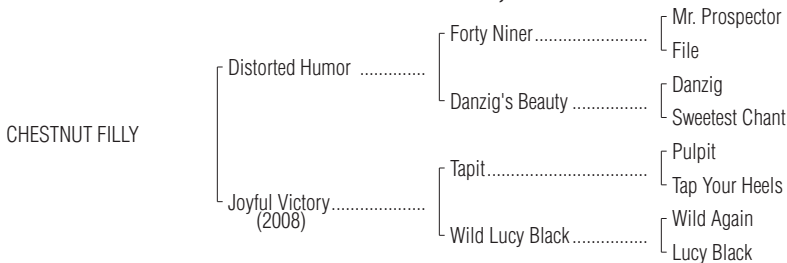 Mr. Prospector
Forty Niner
File
Distorted Humor
Danzig
Danzig's Beauty
Sweetest Chant
CHESTNUT FILLY
Pulpit
Tapit
Tap Your Heels
Joyful Victory
(2008)
Wild Again
Wild Lucy Black
Lucy Black